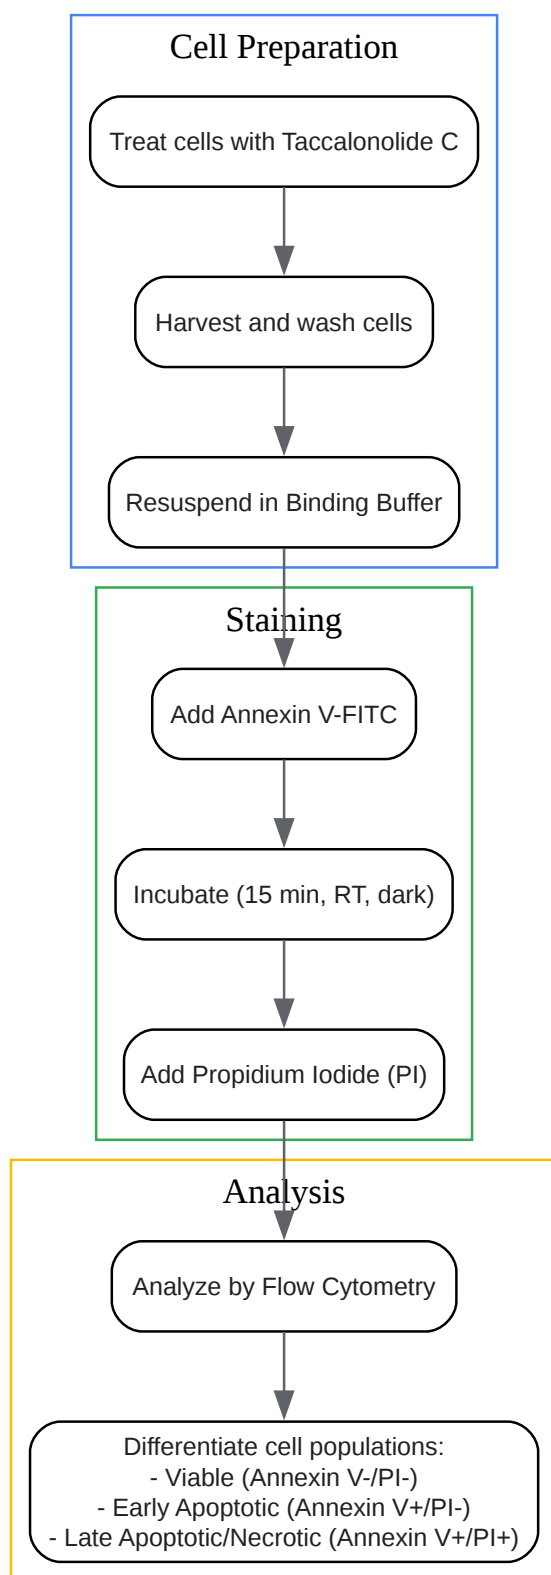 Cell Preparation
Treat cells with Taccalonolide C
Harvest and wash cells
Resuspend in Binding Buffer
Staining
Add Annexin V-FITC
Incubate (15 min, RT, dark)
Add Propidium Iodide (PI)
Analysis
Analyze by Flow Cytometry
Differentiate cell populations:
- Viable (Annexin V-/PI-)
- Early Apoptotic (Annexin V+/PI-)
- Late Apoptotic/Necrotic (Annexin V+/PI+)